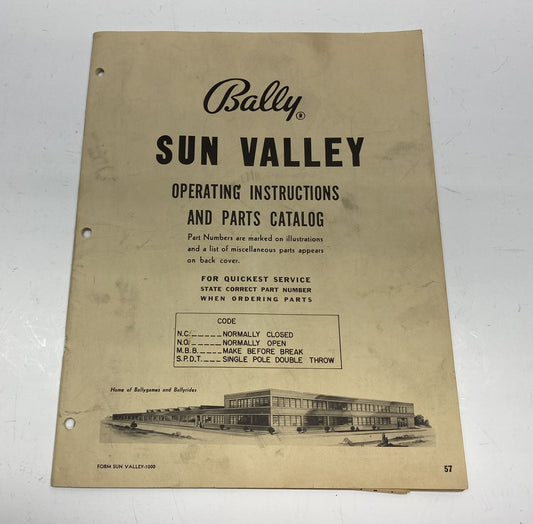 Bally®
SUN VALLEY
OPERATING INSTRUCTIONS
AND PARTS CATALOG
Part Numbers are marked on illustrations
and a list of miscellaneous parts appears
on back cover.
FOR QUICKEST SERVICE
STATE CORRECT PART NUMBER
WHEN ORDERING PARTS
CODE
N.C. _ _ _ _ _ NORMALLY CLOSED
N.O. _ _ _ _ _ NORMALLY OPEN
M.B.B. _ _ _ _ MAKE BEFORE BREAK
S.P.D.T. _ _ _ _ SINGLE POLE DOUBLE THROW
Home of Ballygames and Ballyrides
FORM SUN VALLEY-1000
57